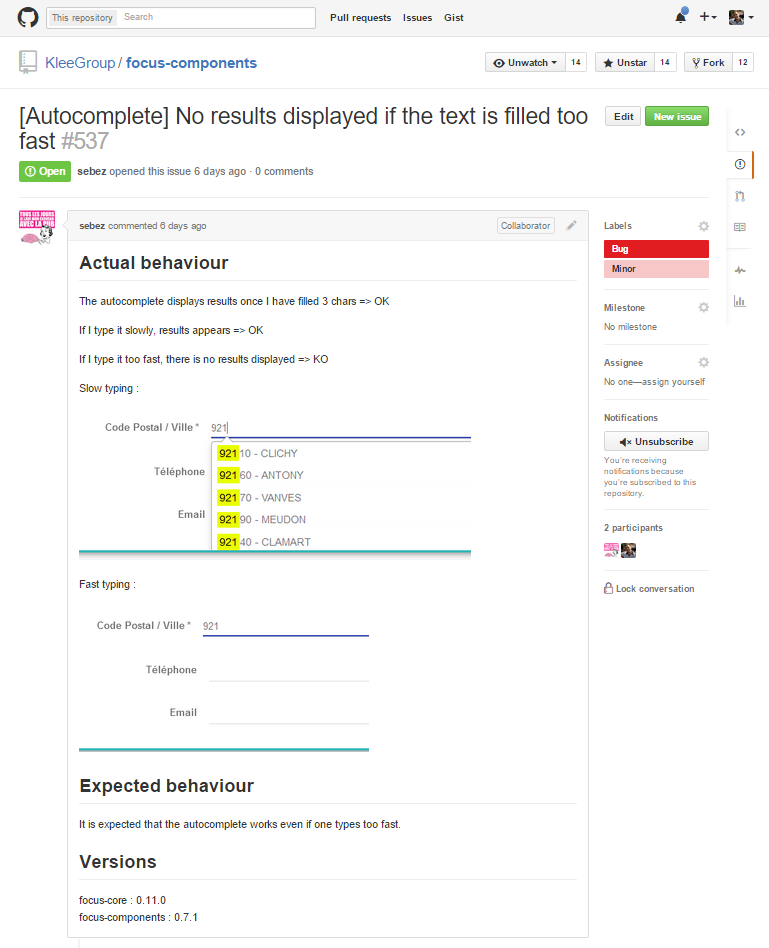 This repository Search Pull requests Issues Gist
KleeGroup / focus-components Unwatch 14 Unstar 14 Fork 12
[Autocomplete] No results displayed if the text is filled too
fast #537
Edit New issue
Open sebez opened this issue 6 days ago · 0 comments
TOUS LES JOURS
AVEC LA PUB
sebez commented 6 days ago Collaborator
Actual behaviour
The autocomplete displays results once I have filled 3 chars => OK
If I type it slowly, results appears => OK
If I type it too fast, there is no results displayed => KO
Slow typing :
Code Postal / Ville * 921
92110 - CLICHY
Téléphone
92160 - ANTONY
92170 - VANVES
Email
92190 - MEUDON
92140 - CLAMART
Fast typing :
Code Postal / Ville * 921
Téléphone
Email
Expected behaviour
It is expected that the autocomplete works even if one types too fast.
Versions
focus-core : 0.11.0
focus-components : 0.7.1
Labels
Bug
Minor
Milestone
No milestone
Assignee
No one—assign yourself
Notifications
Unsubscribe
You're receiving
notifications because
you're subscribed to this
repository.
2 participants
Lock conversation